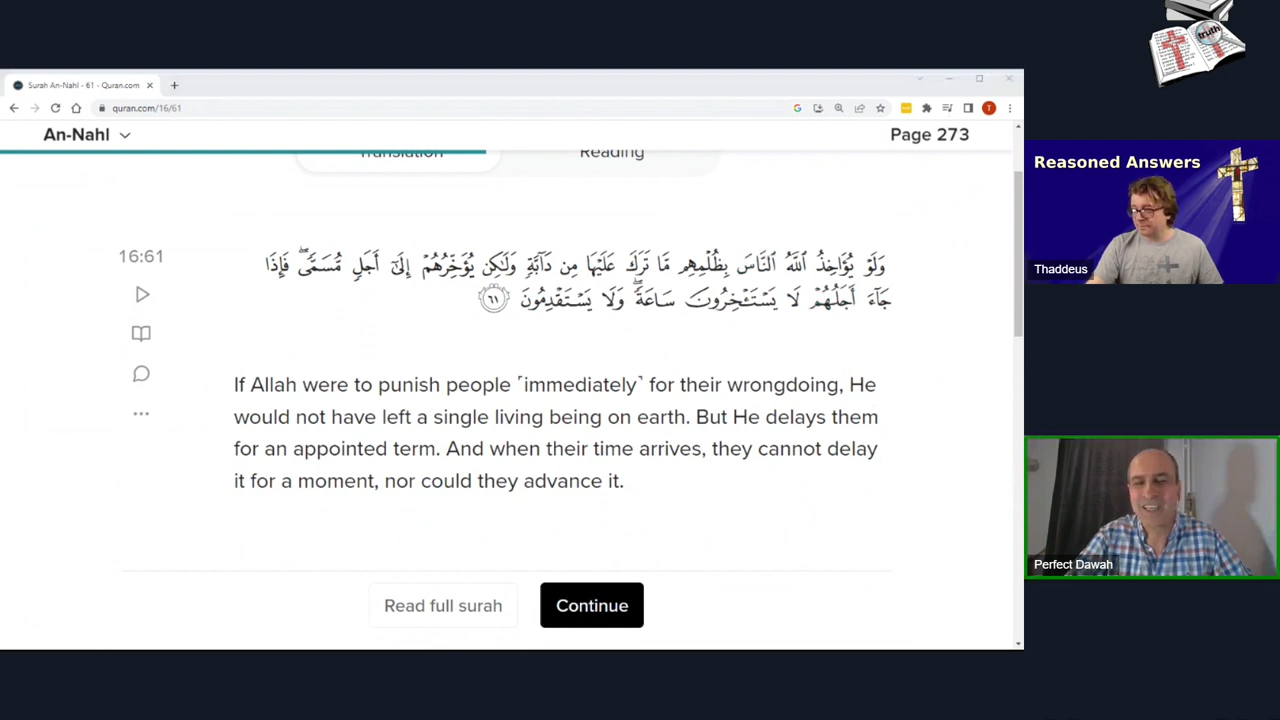 truth
Surah An-Nahl - 61 - Quran.com
quran.com/16/61
T
An-Nahl
Page 273
Translation
Reading
16:61
وَلَوْ يُؤَاخِذُ ٱللَّهُ ٱلنَّاسَ بِظُلْمِهِم مَّا تَرَكَ عَلَيْهَا مِن دَآبَّةٍ وَلَـٰكِن يُؤَخِّرُهُمْ إِلَىٰٓ أَجَلٍ مُّسَمًّى ۖ فَإِذَا
جَآءَ أَجَلُهُمْ لَا يَسْتَـْٔخِرُونَ سَاعَةً ۖ وَلَا يَسْتَقْدِمُونَ ٦١
If Allah were to punish people ˹immediately˺ for their wrongdoing, He
would not have left a single living being on earth. But He delays them
for an appointed term. And when their time arrives, they cannot delay
it for a moment, nor could they advance it.
Read full surah
Continue
Reasoned Answers
Thaddeus
Perfect Dawah